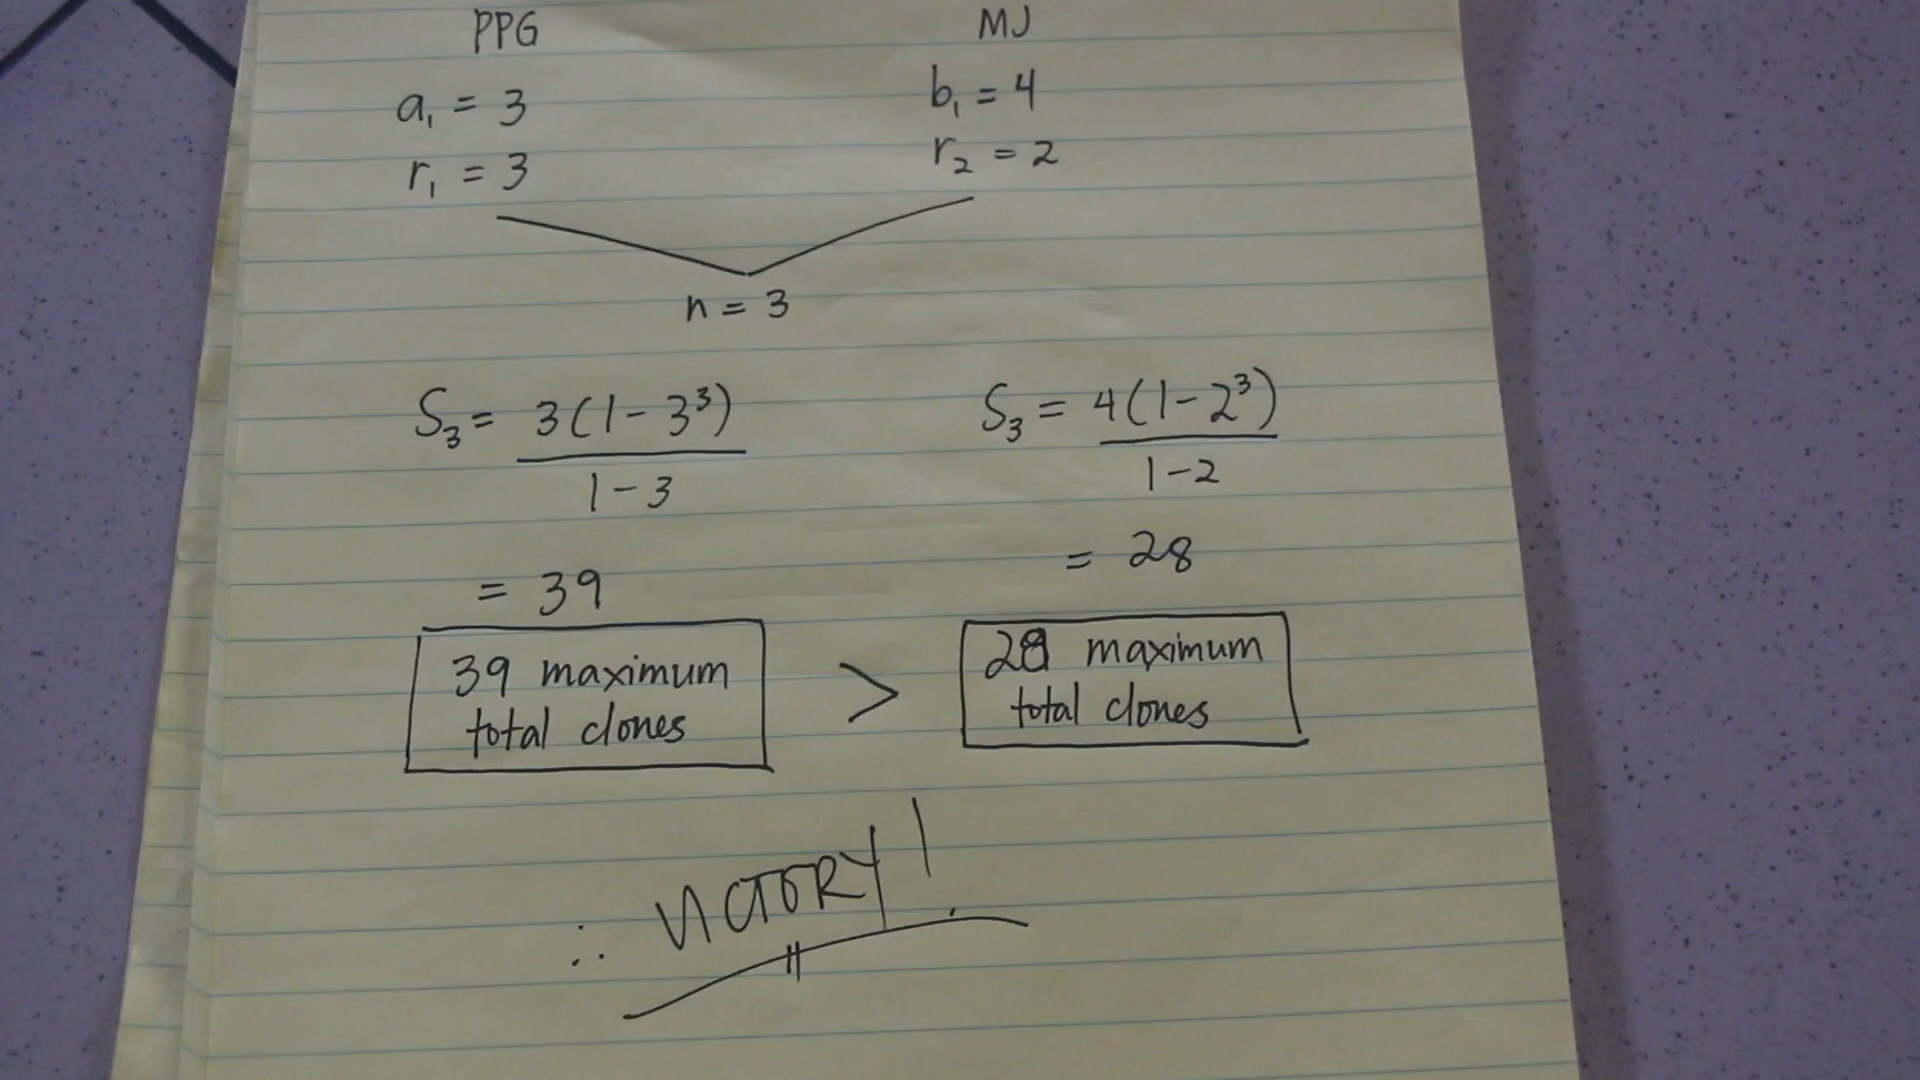 PPG MJ
a₁ = 3 b₁ = 4
r₁ = 3 r₂ = 2
n = 3
S₃ = 3(1-3³) / 1-3 S₃ = 4(1-2³) / 1-2
= 39 = 28
39 maximum total clones > 28 maximum total clones
∴ VICTORY!